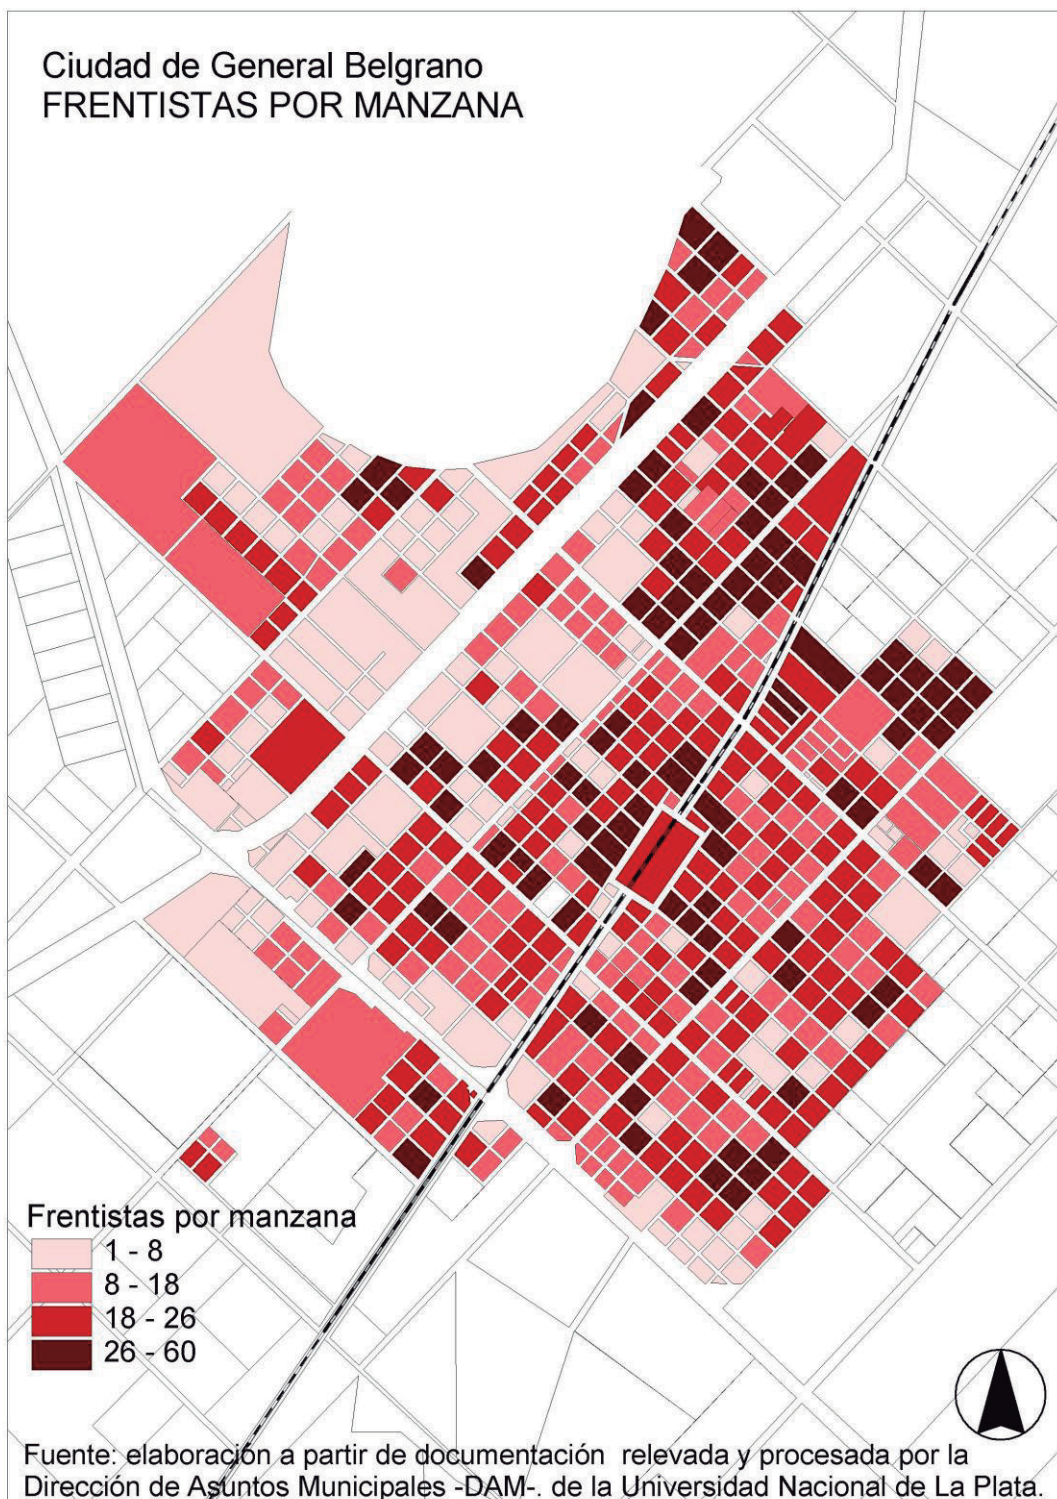 Ciudad de General Belgrano
FRENTISTAS POR MANZANA
Frentistas por manzana
1 - 8
8 - 18
18 - 26
26 - 60
Fuente: elaboración a partir de documentación relevada y procesada por la
Dirección de Asuntos Municipales -DAM-. de la Universidad Nacional de La Plata.